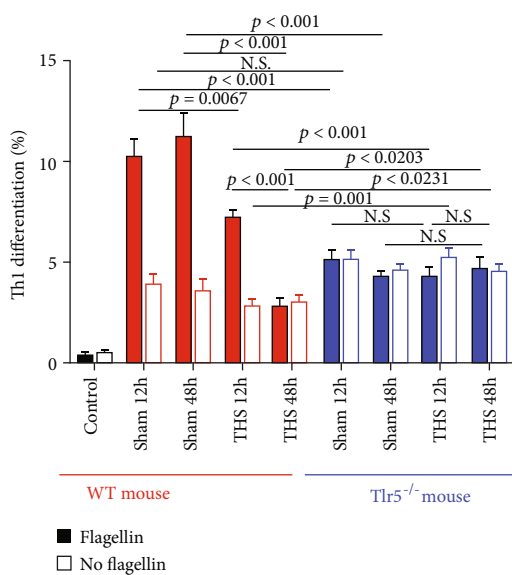 p < 0.001
p < 0.001
N.S.
p < 0.001
p = 0.0067
p < 0.001
p < 0.0203
p < 0.001
p < 0.0231
p = 0.001
N.S
N.S
N.S
15
10
5
0
Th1 differentiation (%)
Control
Sham 12h
Sham 48h
THS 12h
THS 48h
Sham 12h
Sham 48h
THS 12h
THS 48h
WT mouse
Tlr5-/- mouse
Flagellin
No flagellin